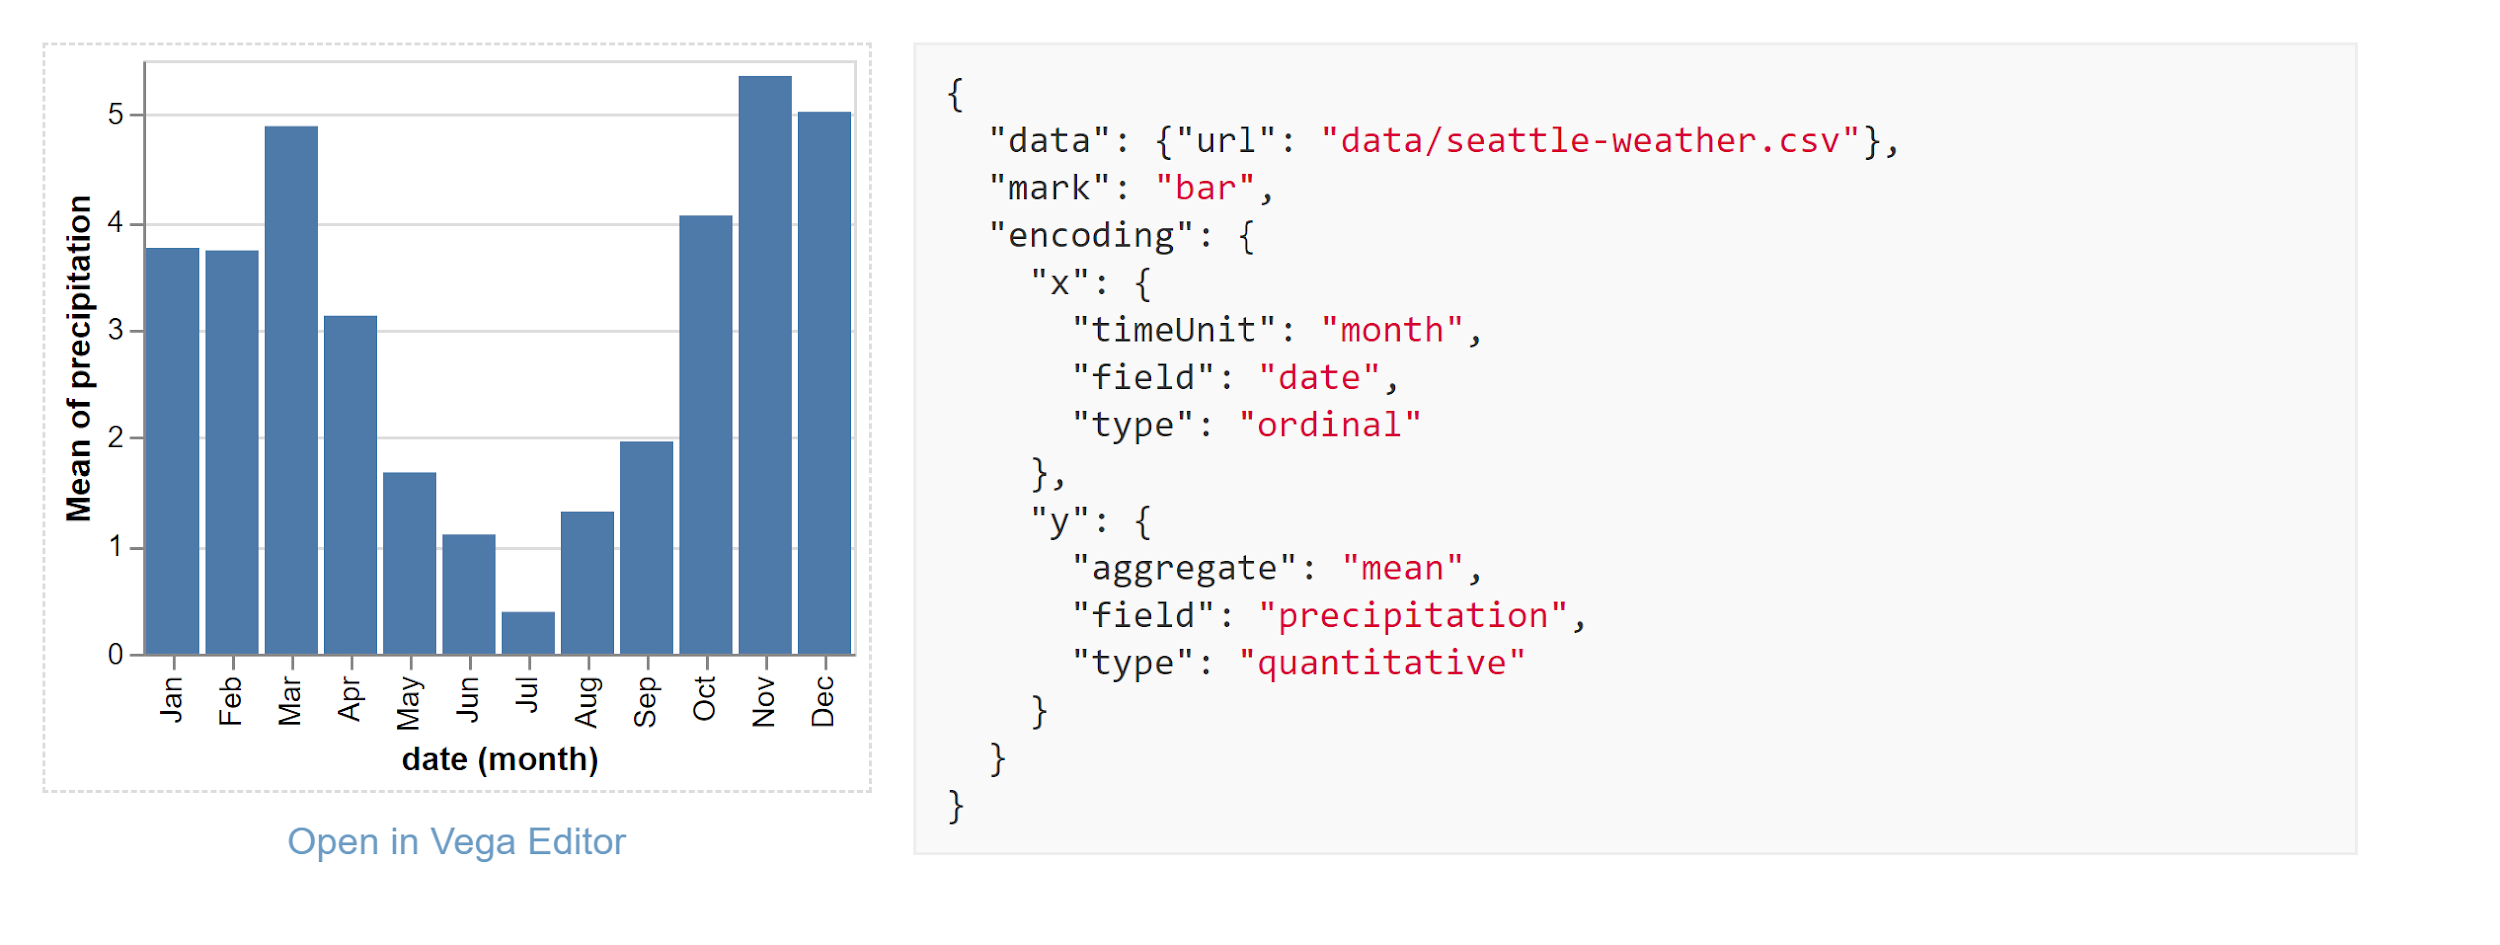 5
4
3
2
1
0
Mean of precipitation
Jan Feb Mar Apr May Jun Jul Aug Sep Oct Nov Dec
date (month)
Open in Vega Editor
{
  "data": {"url": "data/seattle-weather.csv"},
  "mark": "bar",
  "encoding": {
    "x": {
      "timeUnit": "month",
      "field": "date",
      "type": "ordinal"
    },
    "y": {
      "aggregate": "mean",
      "field": "precipitation",
      "type": "quantitative"
    }
  }
}